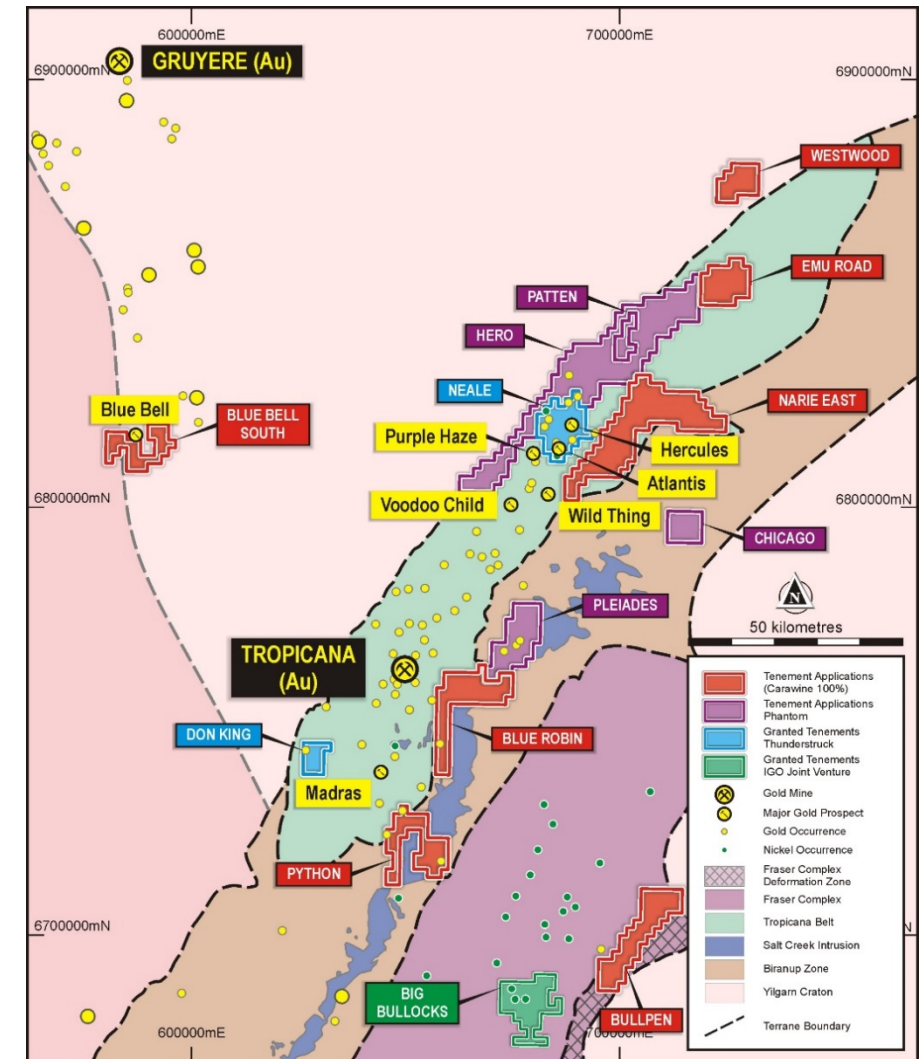 600000mE
700000mE
6900000mN
6900000mN
GRUYERE (Au)
WESTWOOD
EMU ROAD
PATTEN
HERO
NEALE
NARIE EAST
Blue Bell
BLUE BELL
SOUTH
Purple Haze
Hercules
Atlantis
6800000mN
6800000mN
Voodoo Child
Wild Thing
CHICAGO
N
50 kilometres
PLEIADES
TROPICANA
(Au)
DON KING
BLUE ROBIN
Madras
PYTHON
6700000mN
BIG
BULLOCKS
BULLPEN
600000mE
700000mE
Tenement Applications
(Carawine 100%)
Tenement Applications
Phantom
Granted Tenements
Thunderstruck
Granted Tenements
IGO Joint Venture
Gold Mine
Major Gold Prospect
Gold Occurrence
Nickel Occurrence
Fraser Complex
Deformation Zone
Fraser Complex
Tropicana Belt
Salt Creek Intrusion
Biranup Zone
Yilgarn Craton
Terrane Boundary